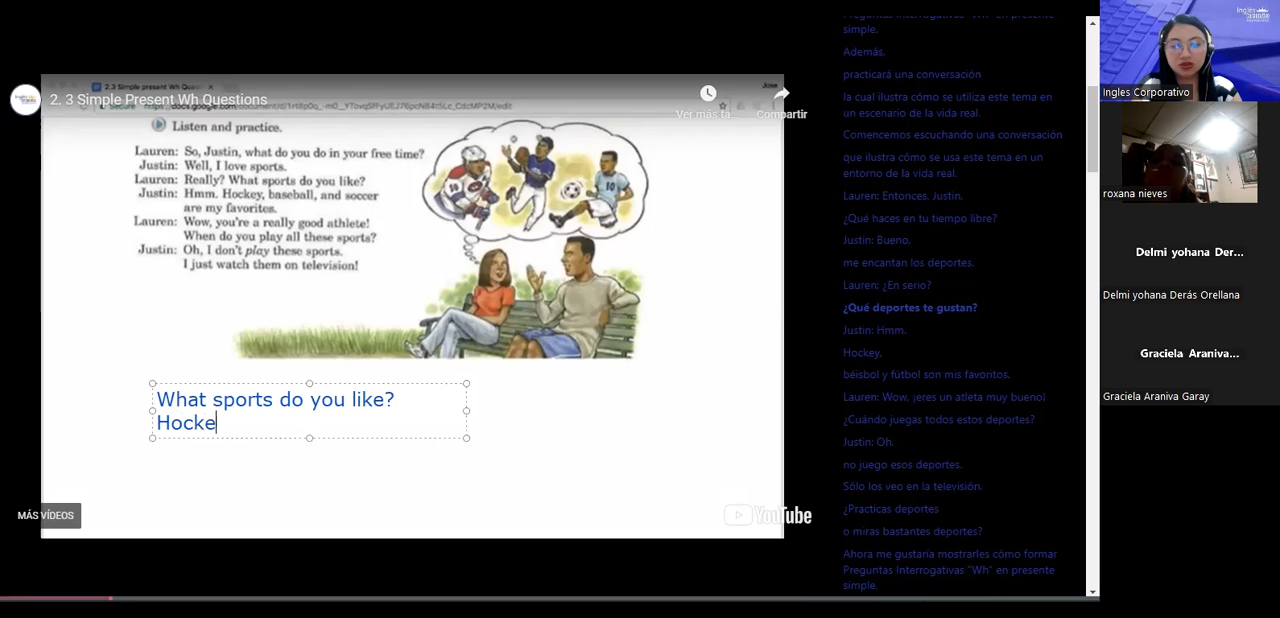 2. 3 Simple Present Wh Questions
Ver más ta...
Compartir
Listen and practice.
Lauren: So, Justin, what do you do in your free time?
Justin: Well, I love sports.
Lauren: Really? What sports do you like?
Justin: Hmm. Hockey, baseball, and soccer
are my favorites.
Lauren: Wow, you're a really good athlete!
When do you play all these sports?
Justin: Oh, I don't play these sports.
I just watch them on television!
What sports do you like?
Hocke
MÁS VÍDEOS
YouTube
Preguntas Interrogativas "Wh" en presente
simple.
Además.
practicará una conversación
la cual ilustra cómo se utiliza este tema en
un escenario de la vida real.
Comencemos escuchando una conversación
que ilustra cómo se usa este tema en un
entorno de la vida real.
Lauren: Entonces. Justin.
¿Qué haces en tu tiempo libre?
Justin: Bueno,
me encantan los deportes.
Lauren: ¿En serio?
¿Qué deportes te gustan?
Justin: Hmm.
Hockey,
béisbol y fútbol son mis favoritos.
Lauren: Wow, ¡eres un atleta muy bueno!
¿Cuándo juegas todos estos deportes?
Justin: Oh.
no juego esos deportes.
Sólo los veo en la televisión.
¿Practicas deportes
o miras bastantes deportes?
Ahora me gustaría mostrarles cómo formar
Preguntas Interrogativas "Wh" en presente
simple.
Ingles Corporativo
roxana nieves
Delmi yohana Der...
Delmi yohana Derás Orellana
Graciela Araniva...
Graciela Araniva Garay